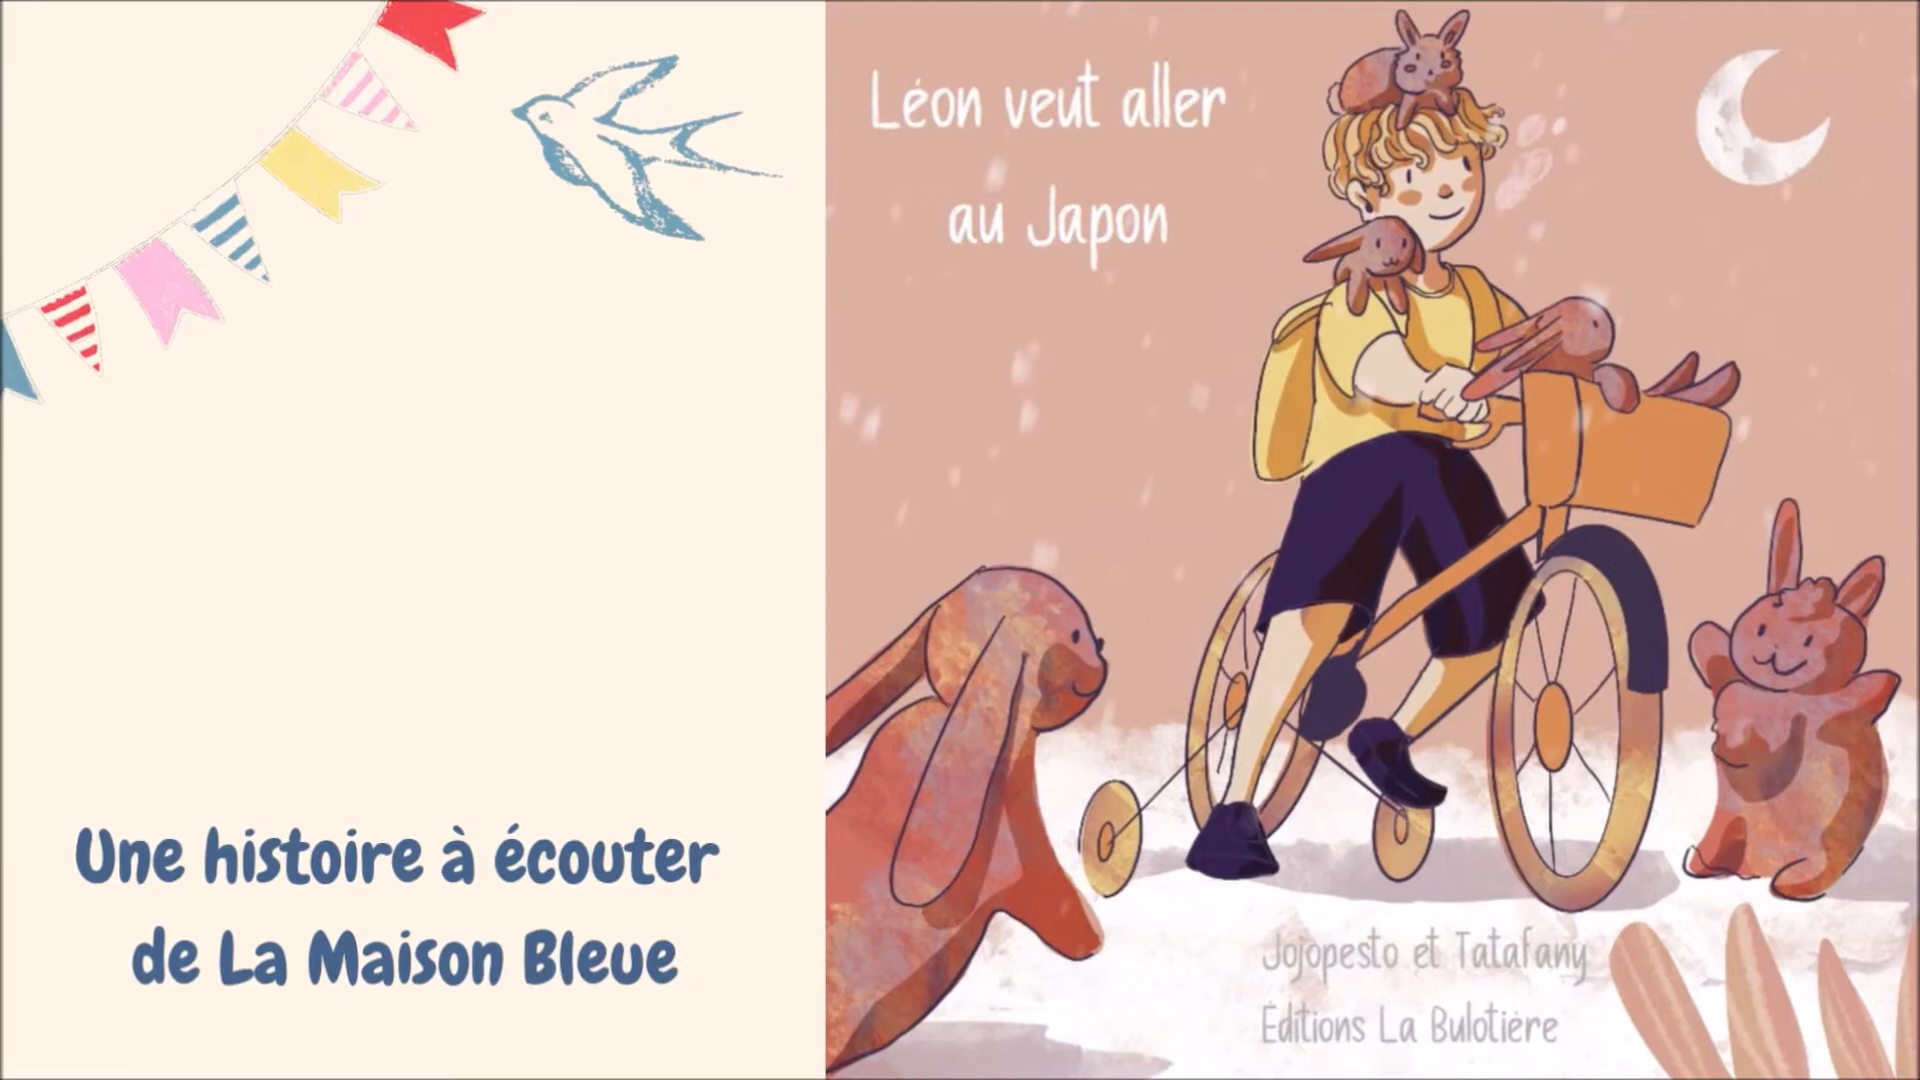 Une histoire à écouter
de La Maison Bleue
Léon veut aller
au Japon
Jojopesto et Tatafany
Éditions La Bulotière